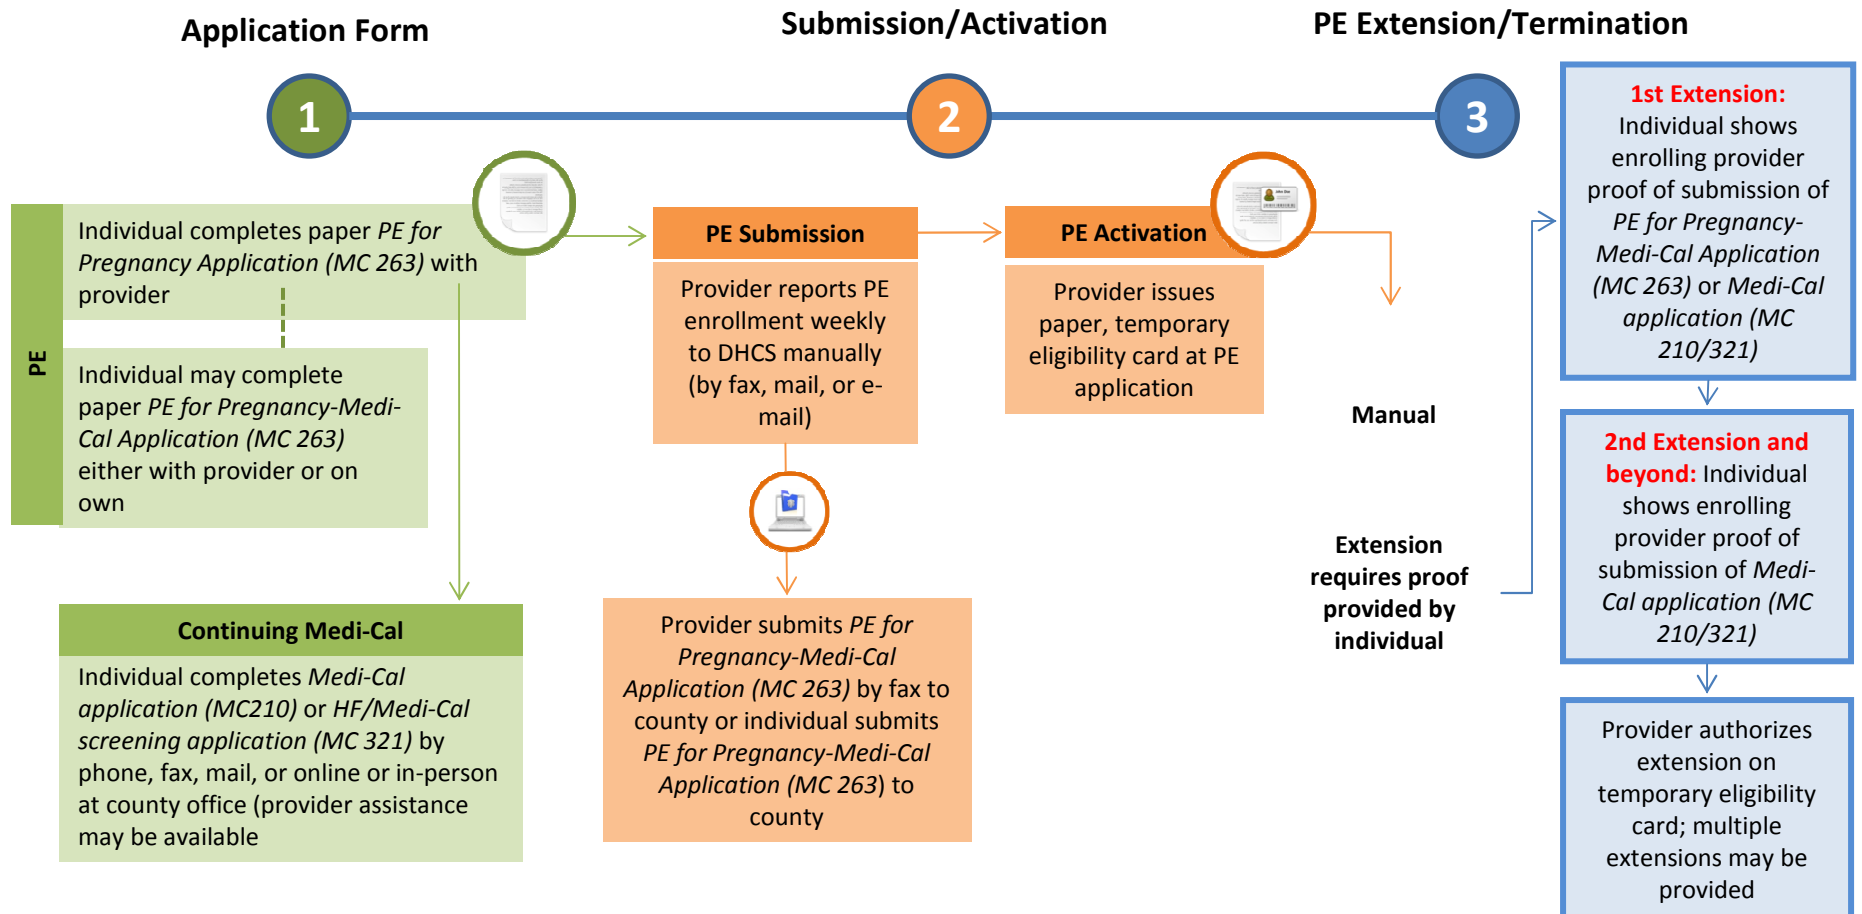 Application Form
Submission/Activation
PE Extension/Termination
1
2
3
PE
Individual completes paper PE for
Pregnancy Application (MC 263) with
provider
Individual may complete
paper PE for Pregnancy-Medi-
Cal Application (MC 263)
either with provider or on
own
Continuing Medi-Cal
Individual completes Medi-Cal
application (MC210) or HF/Medi-Cal
screening application (MC 321) by
phone, fax, mail, or online or in-person
at county office (provider assistance
may be available
PE Submission
Provider reports PE
enrollment weekly
to DHCS manually
(by fax, mail, or e-
mail)
Provider submits PE for
Pregnancy-Medi-Cal
Application (MC 263) by fax to
county or individual submits
PE for Pregnancy-Medi-Cal
Application (MC 263) to
county
PE Activation
Provider issues
paper, temporary
eligibility card at PE
application
Manual
Extension
requires proof
provided by
individual
1st Extension:
Individual shows
enrolling provider
proof of submission of
PE for Pregnancy-
Medi-Cal Application
(MC 263) or Medi-Cal
application (MC
210/321)
2nd Extension and
beyond: Individual
shows enrolling
provider proof of
submission of Medi-
Cal application (MC
210/321)
Provider authorizes
extension on
temporary eligibility
card; multiple
extensions may be
provided